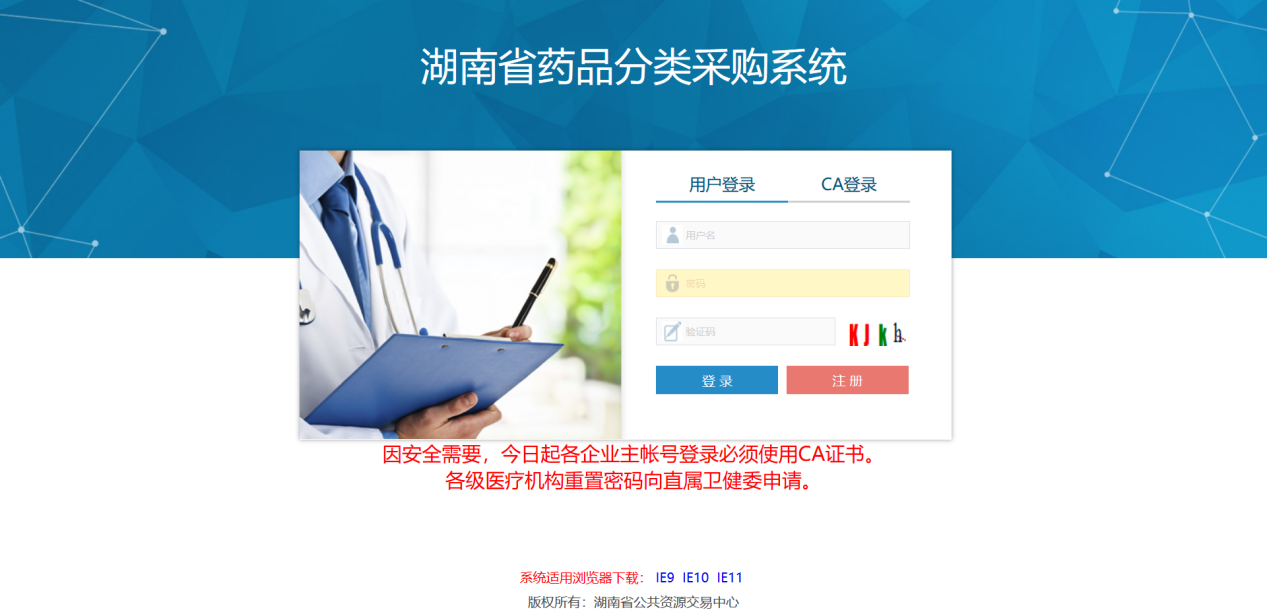 湖南省药品分类采购系统
用户登录 CA登录
用户名
密码
验证码 KJkh
登 录 注 册
因安全需要，今日起各企业主帐号登录必须使用CA证书。
各级医疗机构重置密码向直属卫健委申请。
系统适用浏览器下载： IE9 IE10 IE11
版权所有：湖南省公共资源交易中心